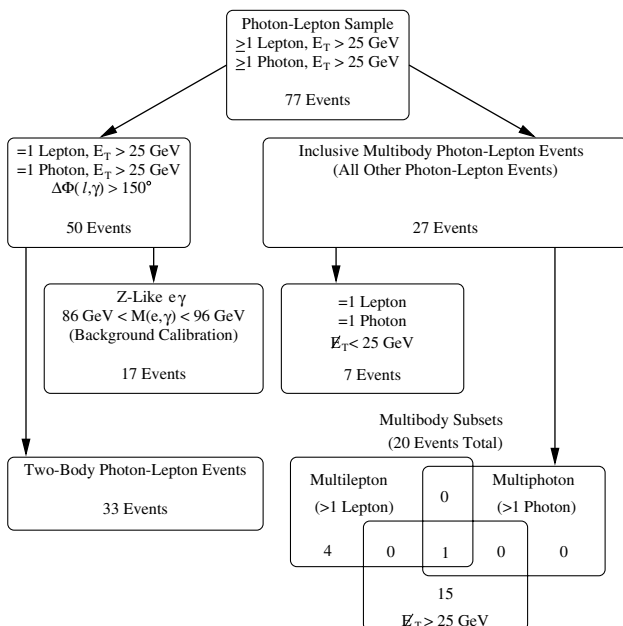 Photon-Lepton Sample
≥1 Lepton, E_T > 25 GeV
≥1 Photon, E_T > 25 GeV
77 Events
=1 Lepton, E_T > 25 GeV
=1 Photon, E_T > 25 GeV
ΔΦ(l,γ) > 150°
50 Events
Inclusive Multibody Photon-Lepton Events
(All Other Photon-Lepton Events)
27 Events
Z-Like eγ
86 GeV < M(e,γ) < 96 GeV
(Background Calibration)
17 Events
=1 Lepton
=1 Photon
E̸_T < 25 GeV
7 Events
Two-Body Photon-Lepton Events
33 Events
Multibody Subsets
(20 Events Total)
Multilepton
(>1 Lepton)
0
Multiphoton
(>1 Photon)
4 0 1 0 0
15
E̸_T > 25 GeV